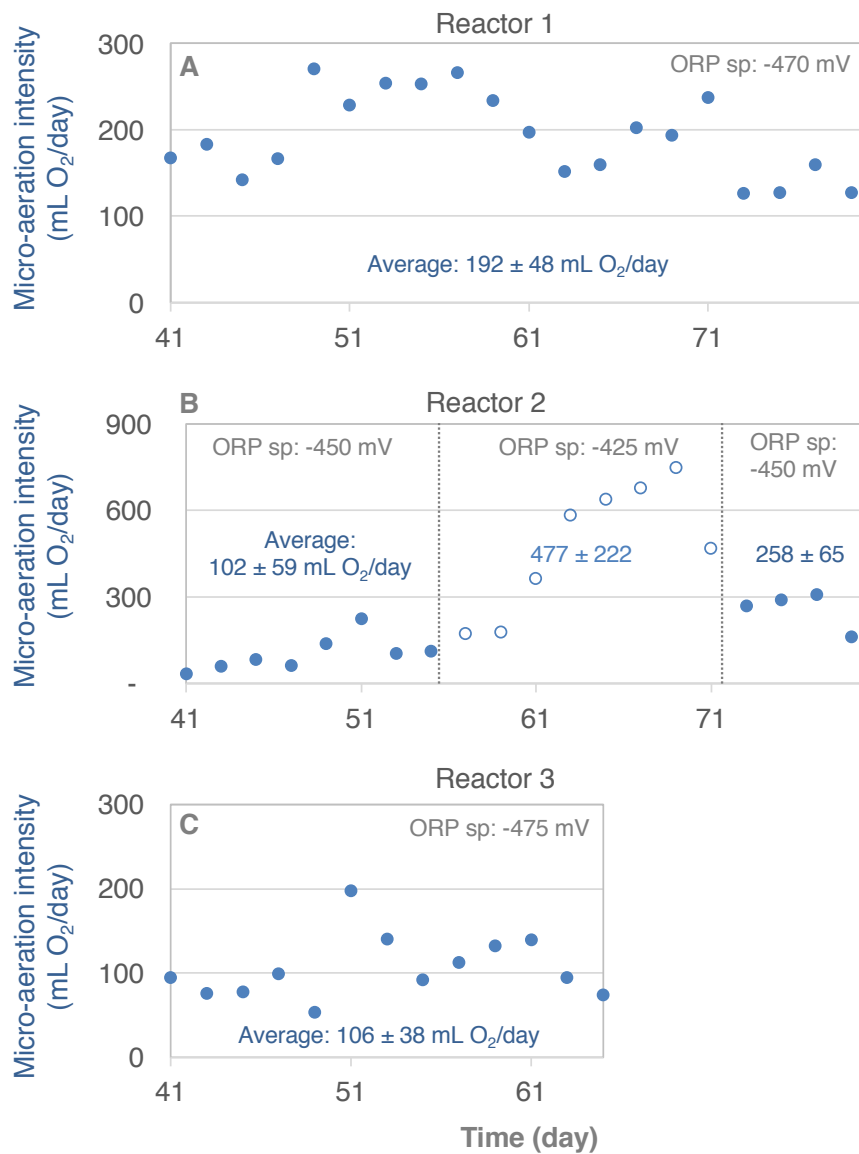 Reactor 1
Micro-aeration intensity
(mL O₂/day)
300
200
100
0
A
ORP sp: -470 mV
Average: 192 ± 48 mL O₂/day
41
51
61
71
Reactor 2
Micro-aeration intensity
(mL O₂/day)
900
600
300
-
B
ORP sp: -450 mV
ORP sp: -425 mV
ORP sp:
-450 mV
Average:
102 ± 59 mL O₂/day
477 ± 222
258 ± 65
41
51
61
71
Reactor 3
Micro-aeration intensity
(mL O₂/day)
300
200
100
0
C
ORP sp: -475 mV
Average: 106 ± 38 mL O₂/day
41
51
61
Time (day)